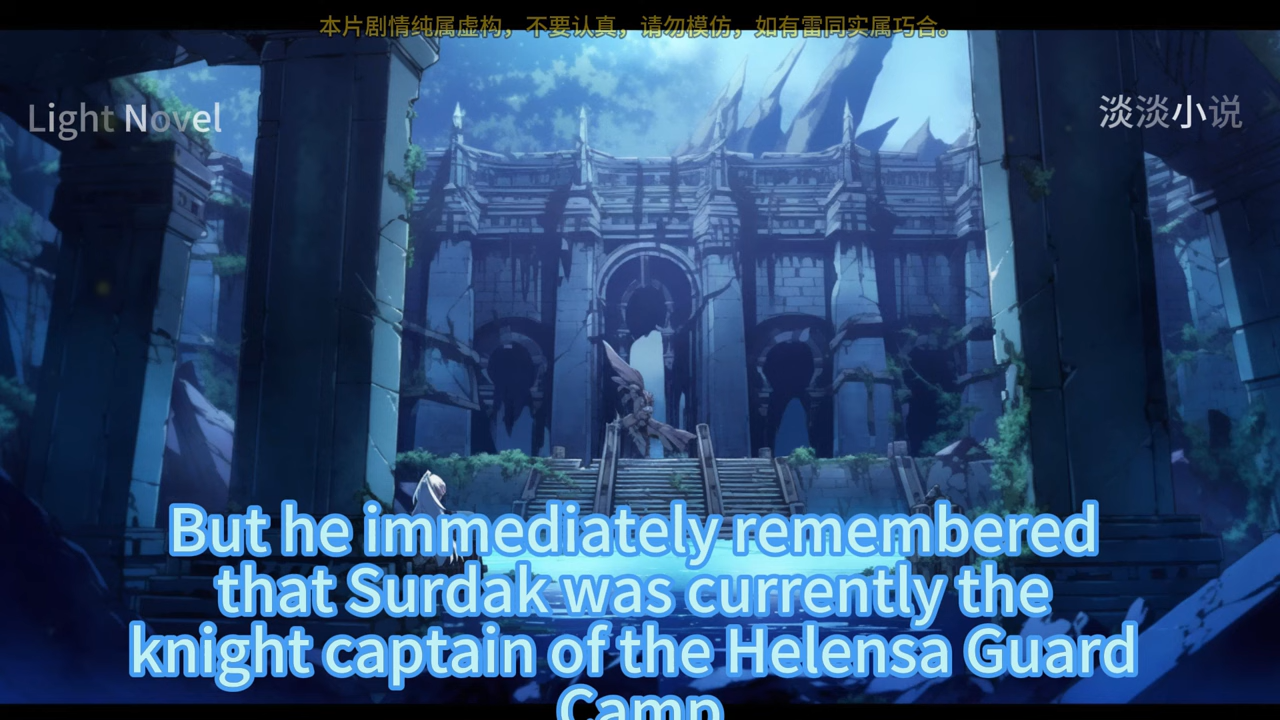 本片剧情纯属虚构，不要认真，请勿模仿，如有雷同实属巧合。
Light Novel
淡淡小说
But he immediately remembered
that Surdak was currently the
knight captain of the Helensa Guard
Camp